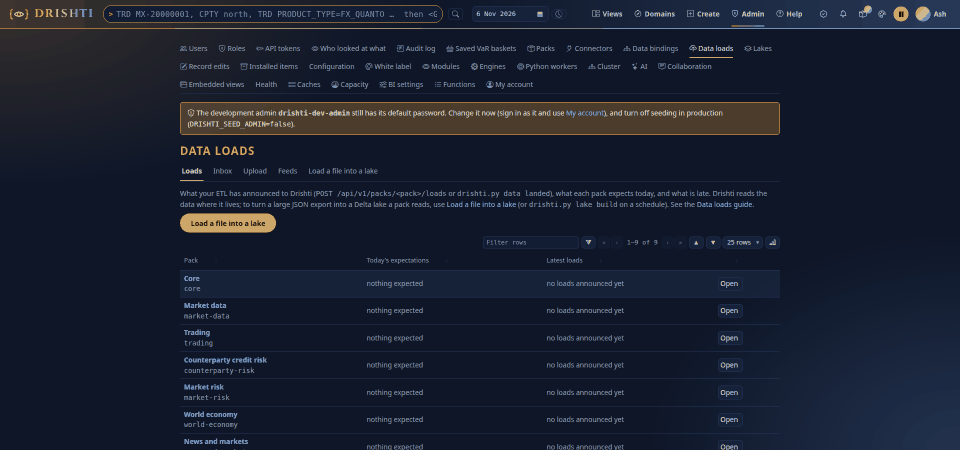 {👁} DRISHTI
> TRD MX-20000001, CPTY north, TRD PRODUCT_TYPE=FX_QUANTO … then <G
6 Nov 2026
Views Domains Create Admin Help Ash
Users Roles API tokens Who looked at what Audit log Saved VaR baskets Packs Connectors Data bindings Data loads Lakes
Record edits Installed items Configuration White label Modules Engines Python workers Cluster AI Collaboration
Embedded views Health Caches Capacity BI settings Functions My account
The development admin drishti-dev-admin still has its default password. Change it now (sign in as it and use My account), and turn off seeding in production
(DRISHTI_SEED_ADMIN=false).
DATA LOADS
Loads Inbox Upload Feeds Load a file into a lake
What your ETL has announced to Drishti (POST /api/v1/packs/<pack>/loads or drishti.py data landed), what each pack expects today, and what is late. Drishti reads the
data where it lives; to turn a large JSON export into a Delta lake a pack reads, use Load a file into a lake (or drishti.py lake build on a schedule). See the Data loads guide.
Load a file into a lake
Filter rows « ‹ 1–9 of 9 › » ▲ ▼ 25 rows
Pack Today's expectations Latest loads
Core
core nothing expected no loads announced yet Open
Market data
market-data nothing expected no loads announced yet Open
Trading
trading nothing expected no loads announced yet Open
Counterparty credit risk
counterparty-risk nothing expected no loads announced yet Open
Market risk
market-risk nothing expected no loads announced yet Open
World economy
world-economy nothing expected no loads announced yet Open
News and markets
nothing expected no loads announced yet Open